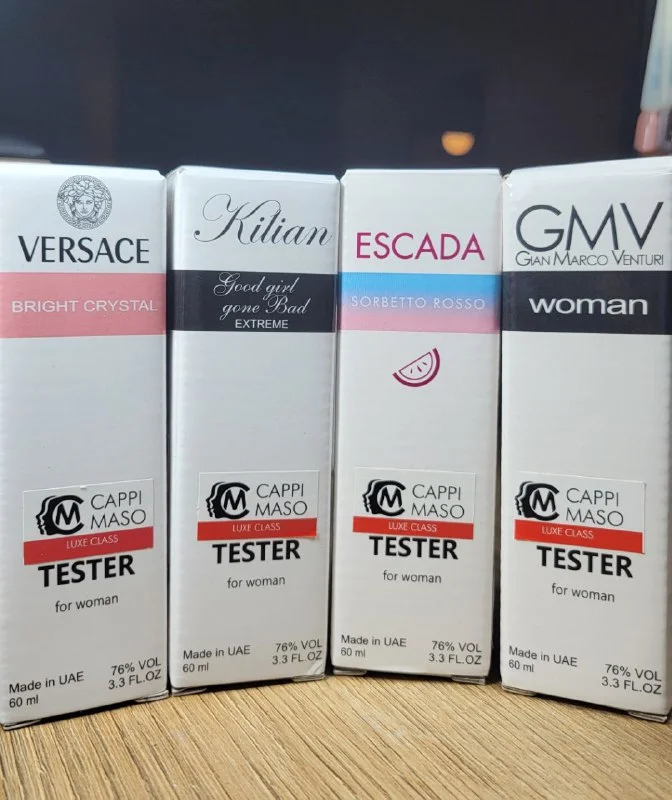 VERSACE
BRIGHT CRYSTAL
CM CAPPI
MASO
LUXE CLASS
TESTER
for woman
Made in UAE 76% VOL
60 ml 3.3 FL.OZ
Kilian
Good girl
gone Bad
EXTREME
CM CAPPI
MASO
LUXE CLASS
TESTER
for woman
Made in UAE 76% VOL
60 ml 3.3 FL.OZ
ESCADA
SORBETTO ROSSO
CM CAPPI
MASO
LUXE CLASS
TESTER
for woman
Made in UAE 76% VOL
60 ml 3.3 FL.OZ
GMV
GIAN MARCO VENTURI
woman
CM CAPPI
MASO
LUXE CLASS
TESTER
for woman
Made in UAE 76% VOL
60 ml 3.3 FL.OZ